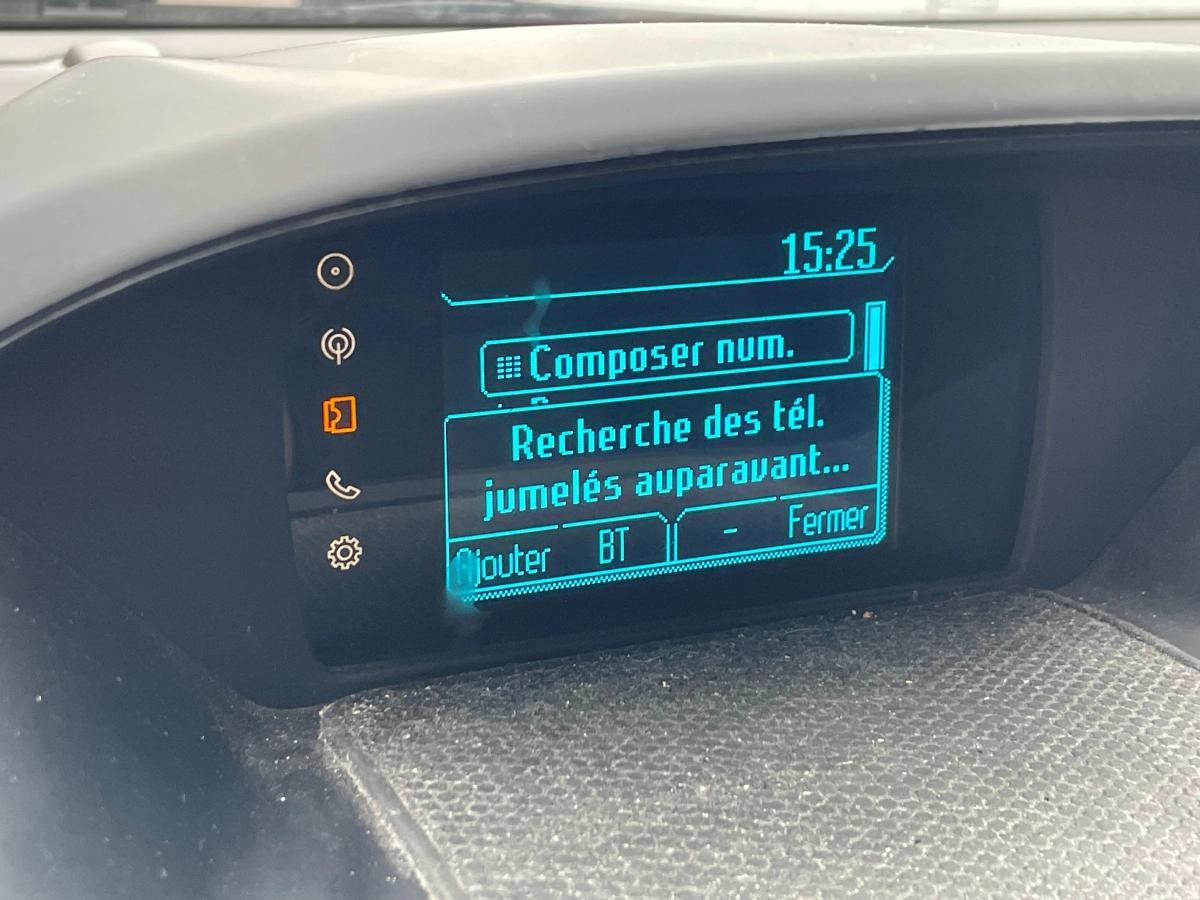 15:25
Composer num.
Recherche des tél.
jumelés auparavant...
Ajouter BT - Fermer